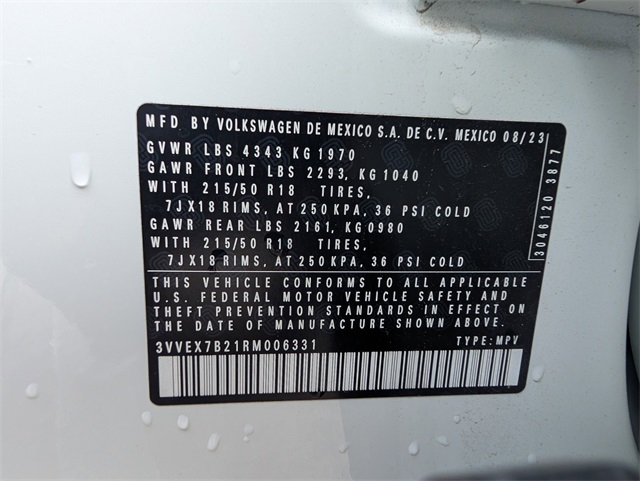 MFD BY VOLKSWAGEN DE MEXICO S.A. DE C.V. MEXICO 08/23
GVWR LBS 4343 KG 1970
GAWR FRONT LBS 2293, KG 1040
WITH 215/50 R18 TIRES,
7JX18 RIMS, AT 250 KPA, 36 PSI COLD
GAWR REAR LBS 2161, KG 0980
WITH 215/50 R18 TIRES,
7JX18 RIMS, AT 250 KPA, 36 PSI COLD
3046120 3877
THIS VEHICLE CONFORMS TO ALL APPLICABLE
U.S. FEDERAL MOTOR VEHICLE SAFETY AND
THEFT PREVENTION STANDARDS IN EFFECT ON
THE DATE OF MANUFACTURE SHOWN ABOVE.
3VVEX7B21RM006331 TYPE: MPV